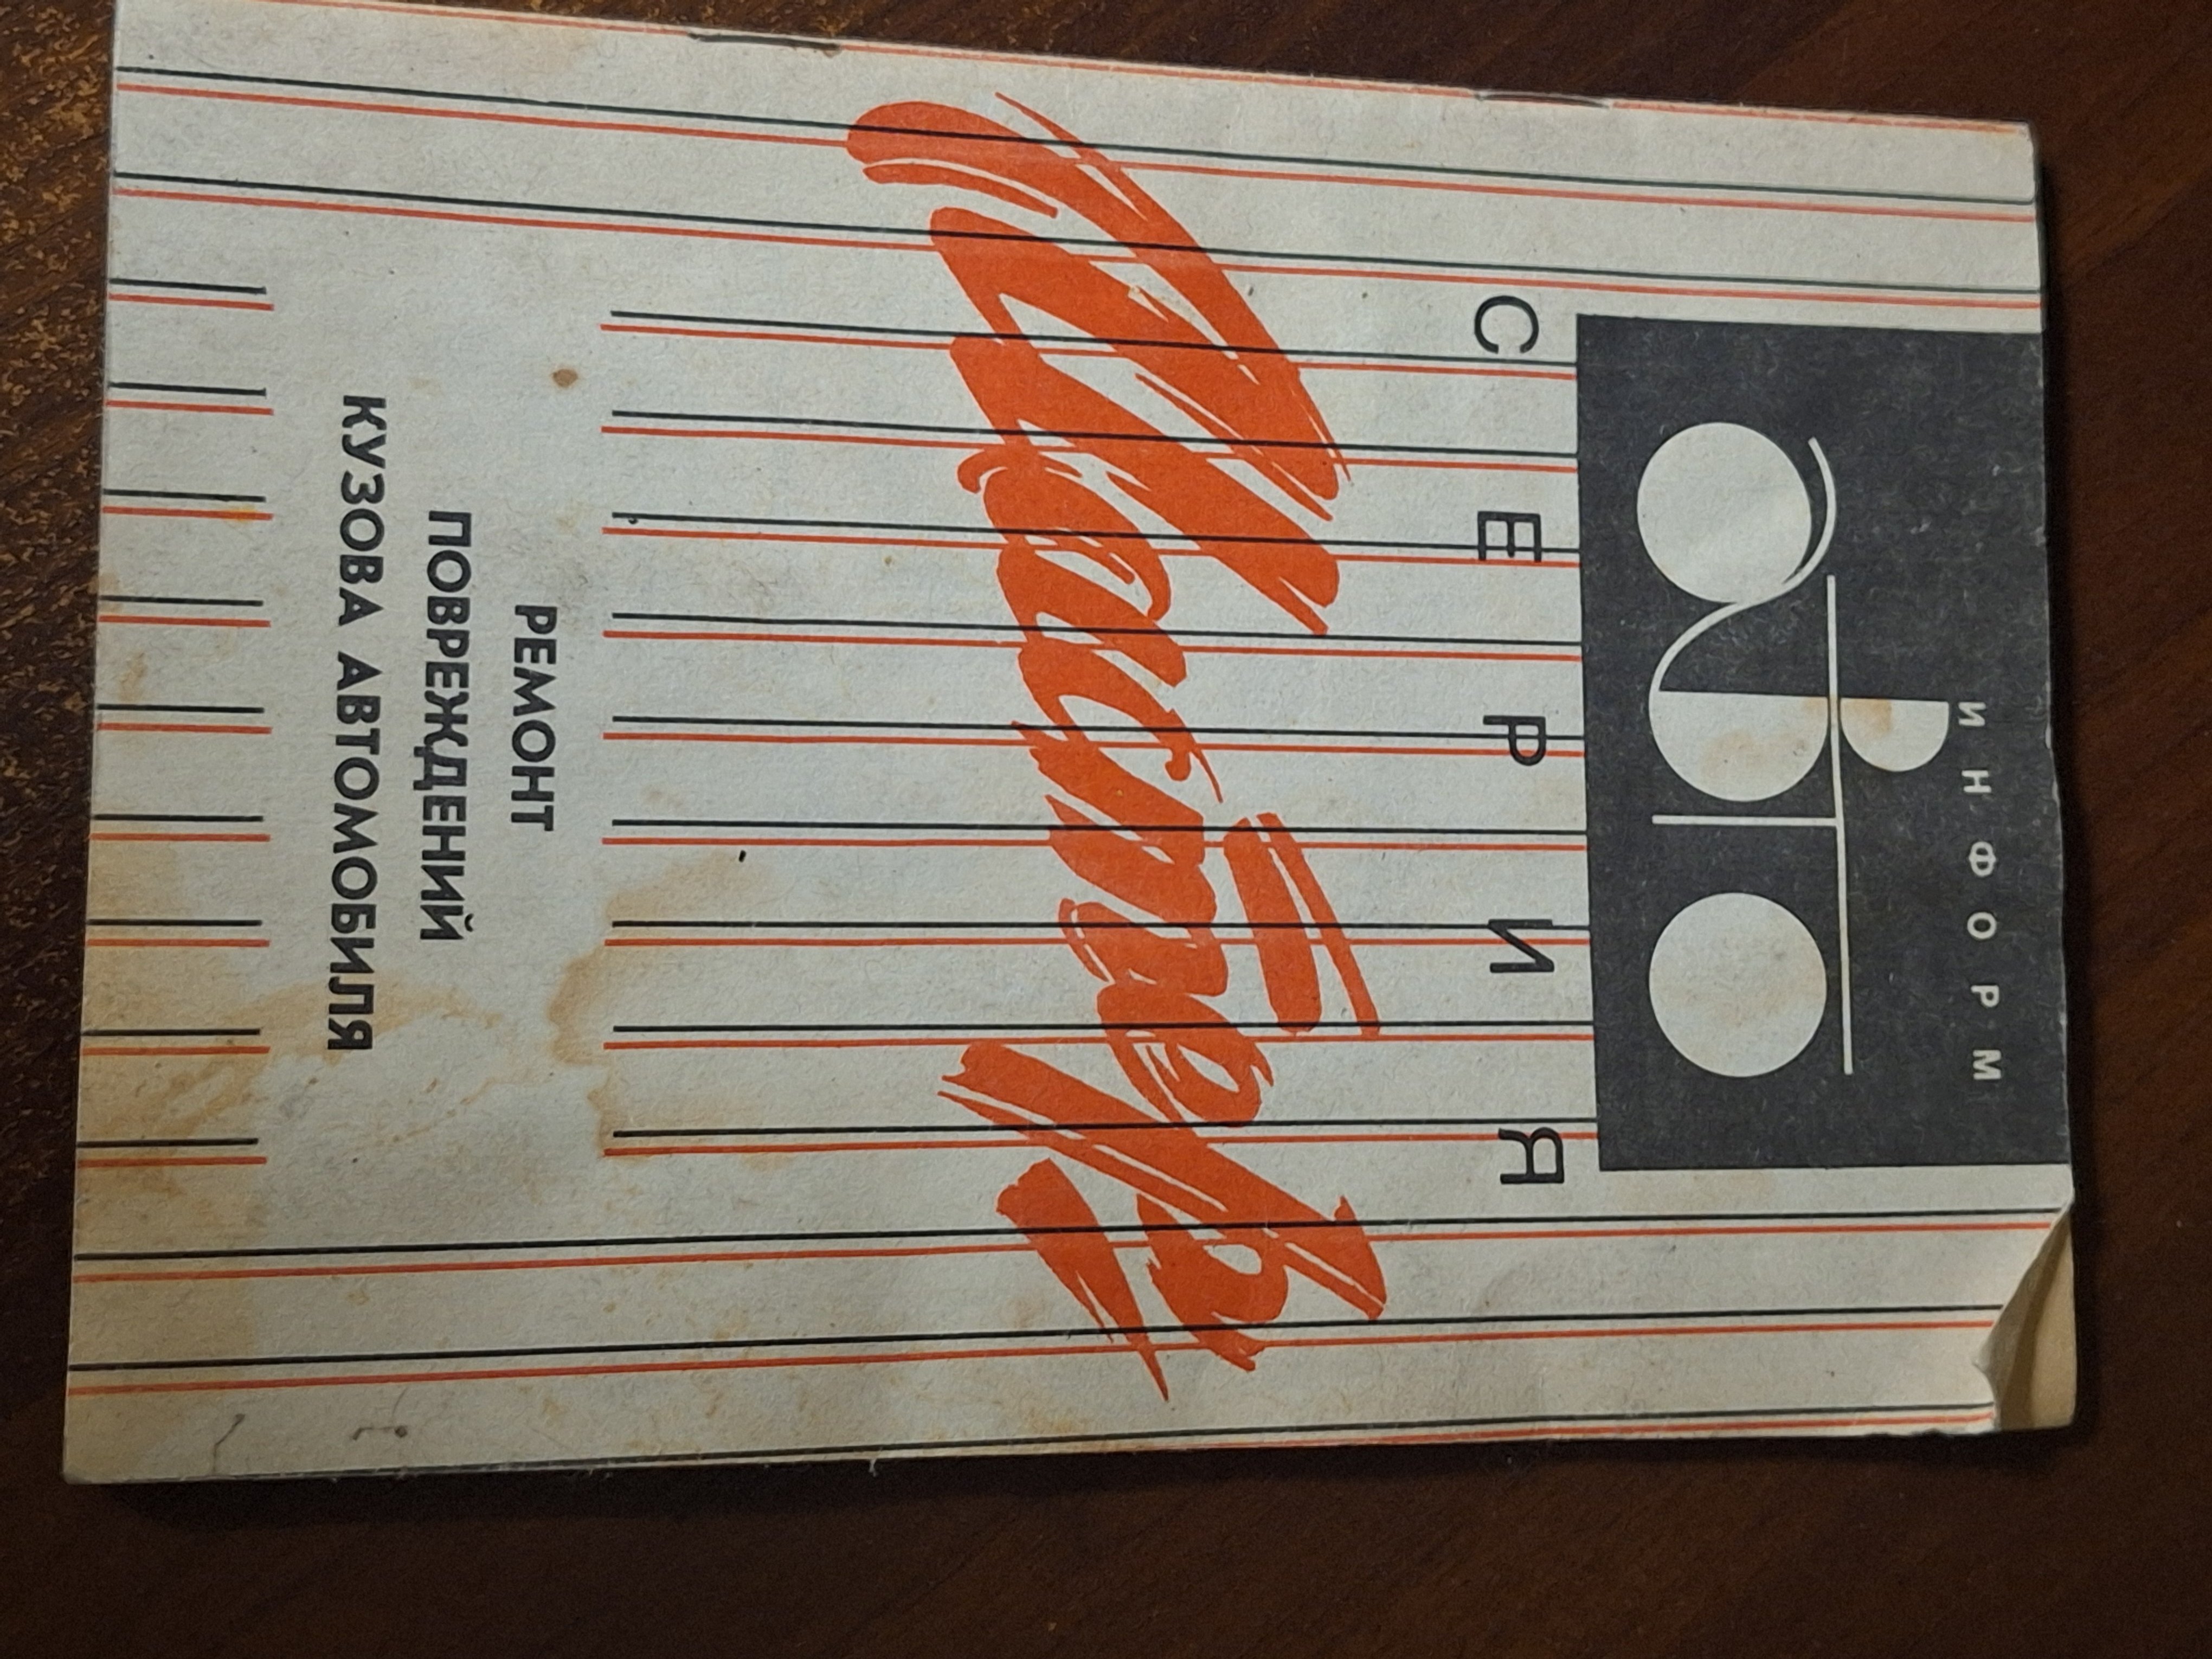 ИНФОРМ
АВТО
СЕРИЯ
Мастер
РЕМОНТ
ПОВРЕЖДЕНИЙ
КУЗОВА АВТОМОБИЛЯ